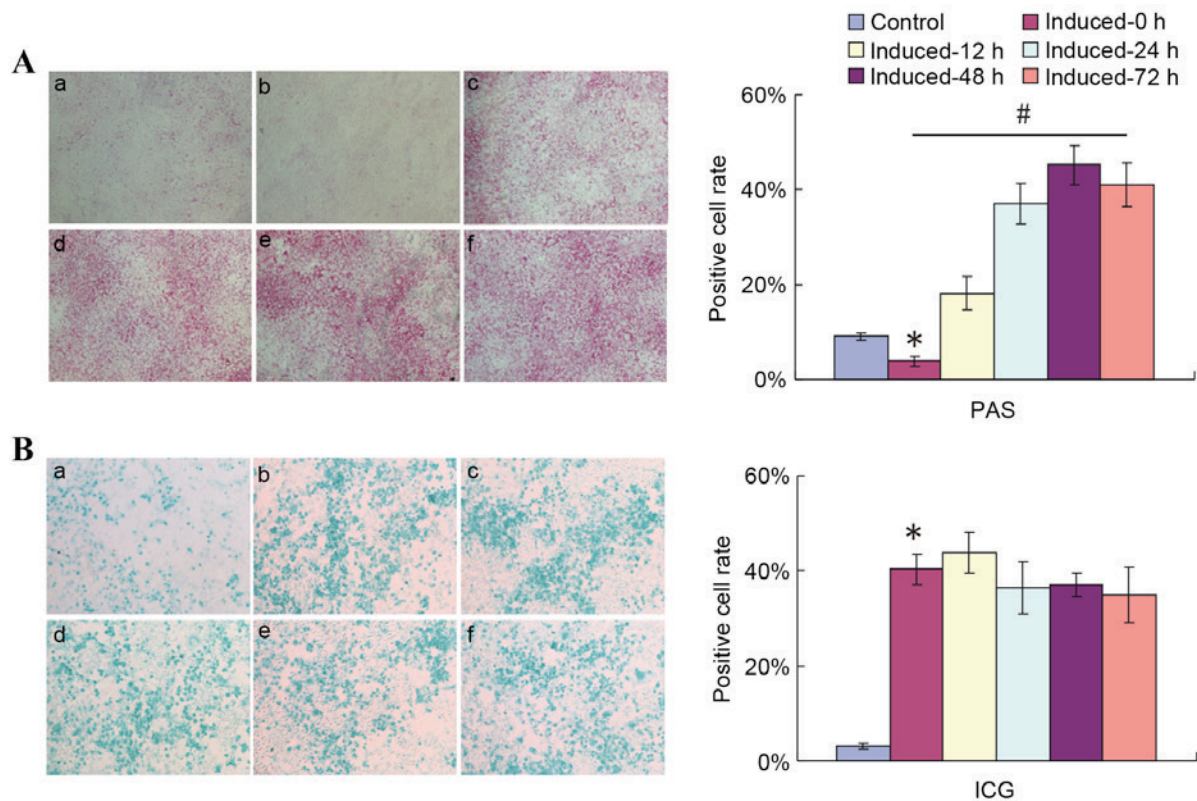 A
a
b
c
d
e
f
Control
Induced-0 h
Induced-12 h
Induced-24 h
Induced-48 h
Induced-72 h
60%
40%
20%
0%
Positive cell rate
*
#
PAS
B
a
b
c
d
e
f
60%
40%
20%
0%
Positive cell rate
*
ICG